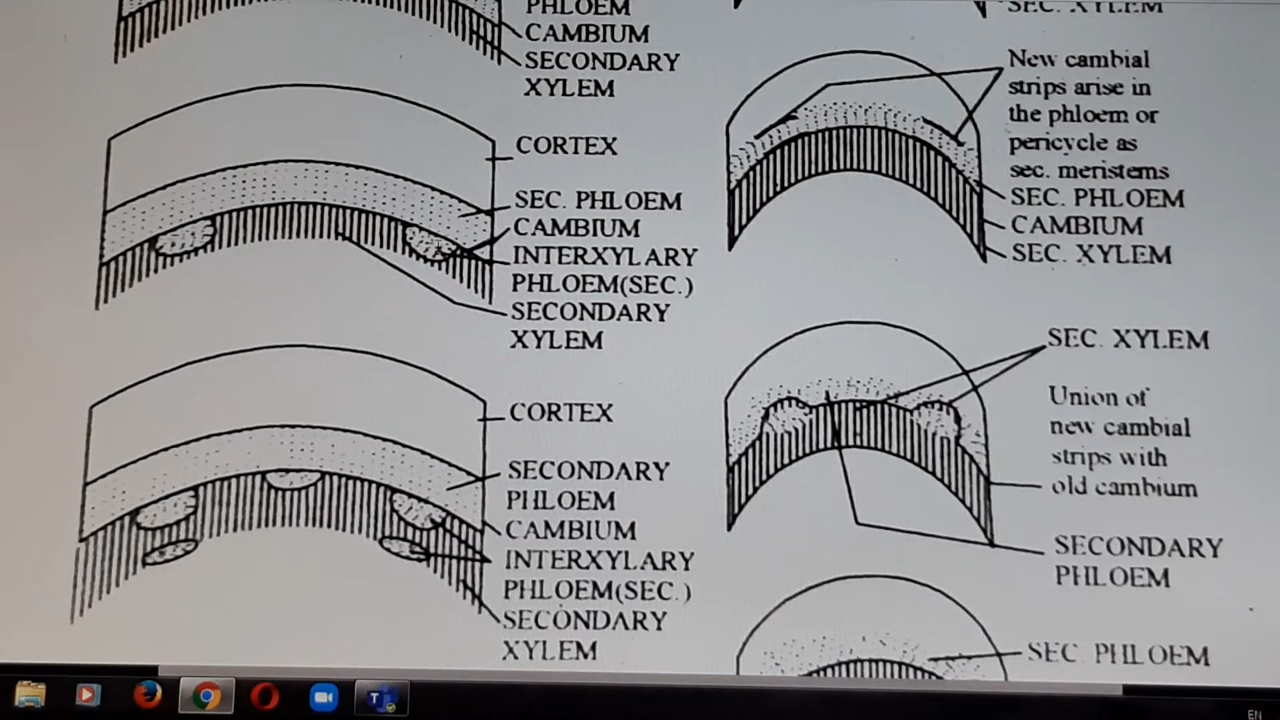 PHLOEM
CAMBIUM
SECONDARY
XYLEM
CORTEX
SEC. PHLOEM
CAMBIUM
INTERXYLARY
PHLOEM(SEC.)
SECONDARY
XYLEM
CORTEX
SECONDARY
PHLOEM
CAMBIUM
INTERXYLARY
PHLOEM(SEC.)
SECONDARY
XYLEM
SEC. XYLEM
New cambial
strips arise in
the phloem or
pericycle as
sec. meristems
SEC. PHLOEM
CAMBIUM
SEC. XYLEM
SEC. XYLEM
Union of
new cambial
strips with
old cambium
SECONDARY
PHLOEM
SEC. PHLOEM
EN